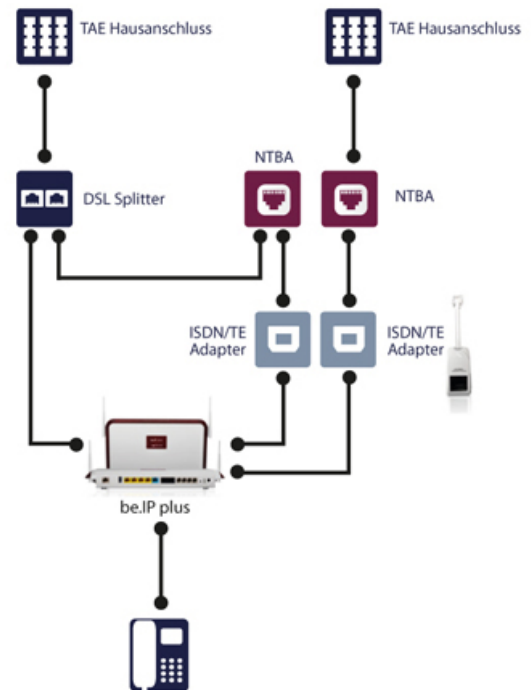 TAE Hausanschluss
TAE Hausanschluss
NTBA
DSL Splitter
NTBA
ISDN/TE
Adapter
ISDN/TE
Adapter
be.IP plus